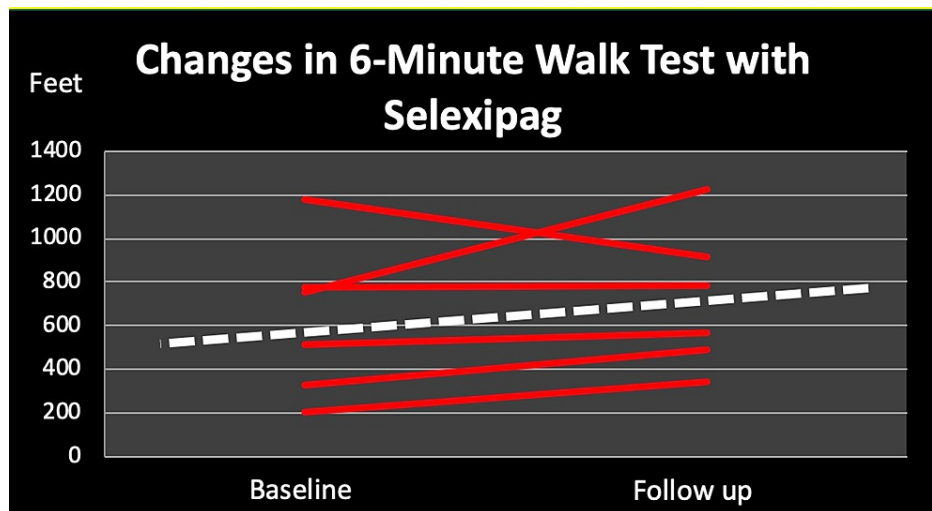 Changes in 6-Minute Walk Test with
Selexipag
Feet
1400
1200
1000
800
600
400
200
0
Baseline
Follow up